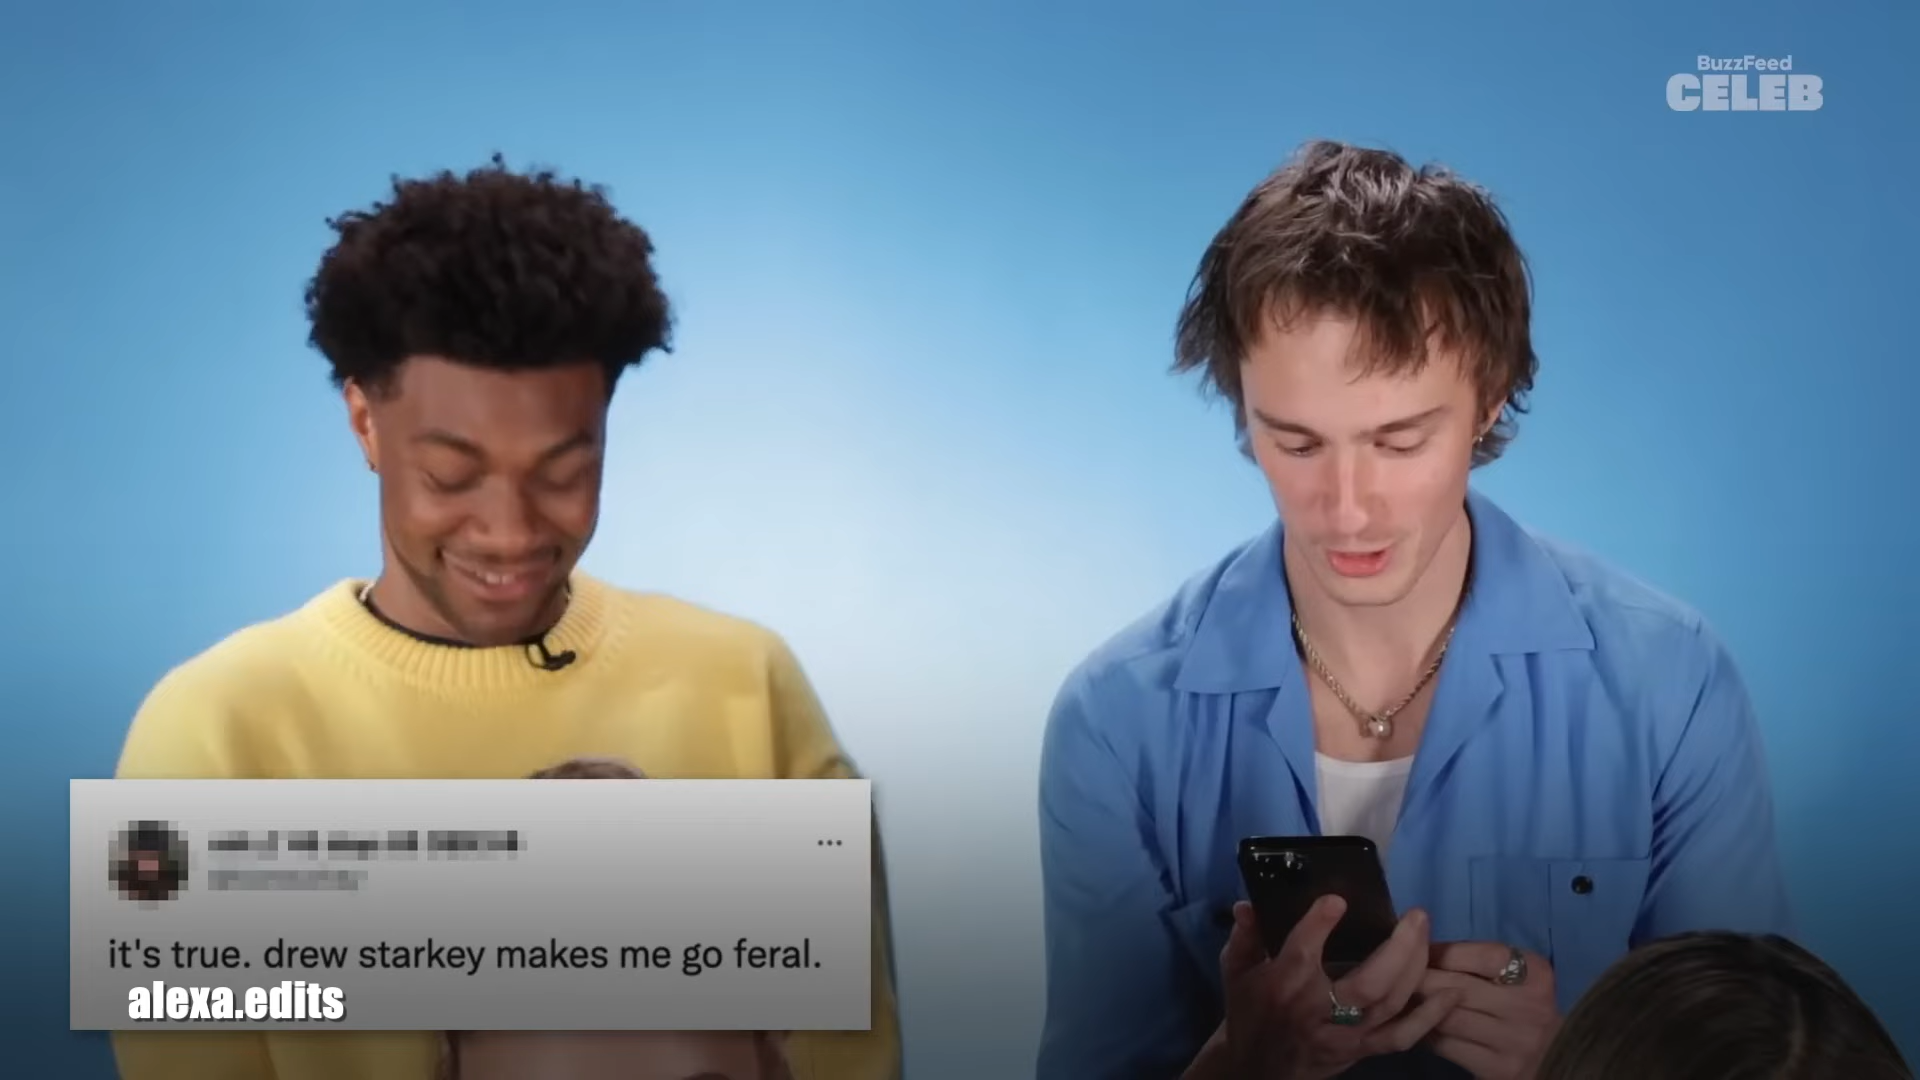 BuzzFeed
CELEB
it's true. drew starkey makes me go feral.
alexa.edits